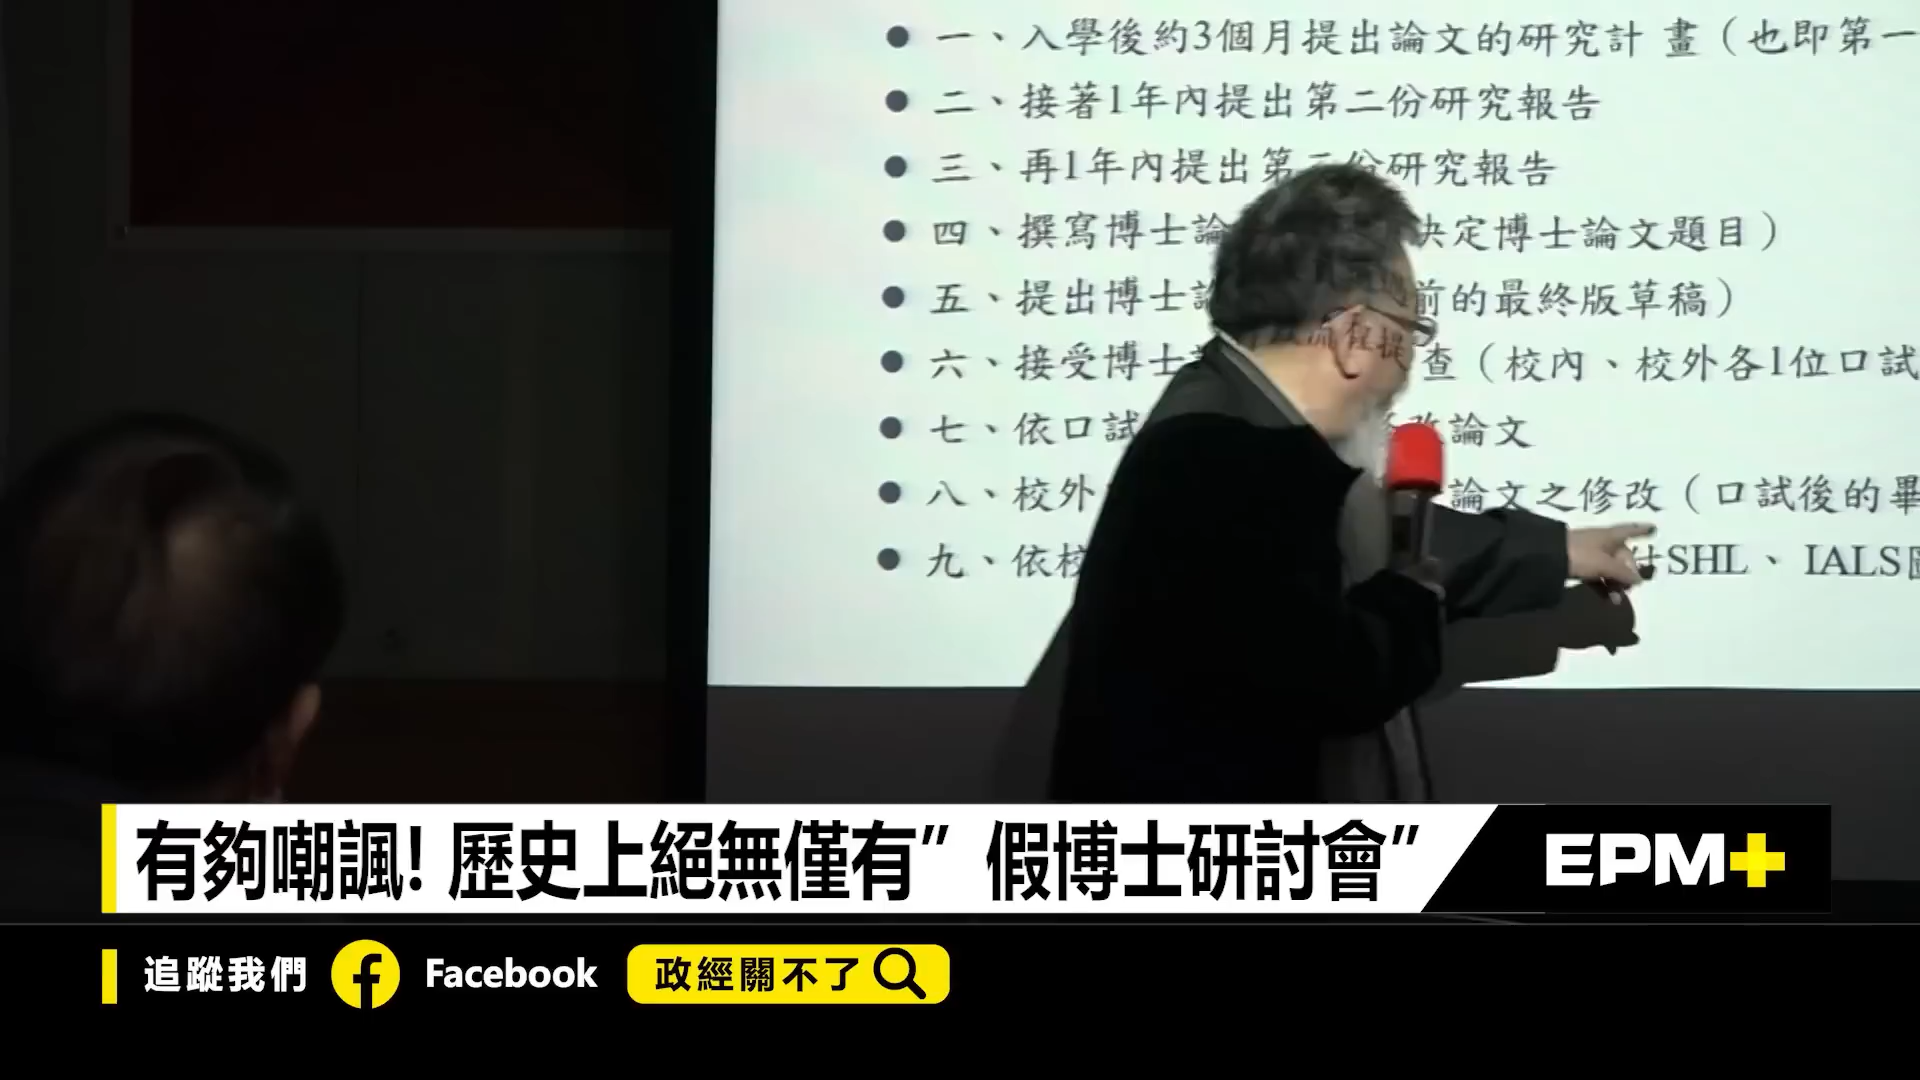 一、入學後約3個月提出論文的研究計 畫（也即第一
二、接著1年內提出第二份研究報告
三、再1年內提出第 份研究報告
四、撰寫博士論 決定博士論文題目）
五、提出博士論 前的最終版草稿）
六、接受博士 查（校內、校外各1位口試
七、依口試 修改論文
八、校外 論文之修改（口試後的畢
九、依校 SHL、IALS
有夠嘲諷！歷史上絕無僅有”假博士研討會”
EPM+
追蹤我們 Facebook 政經關不了